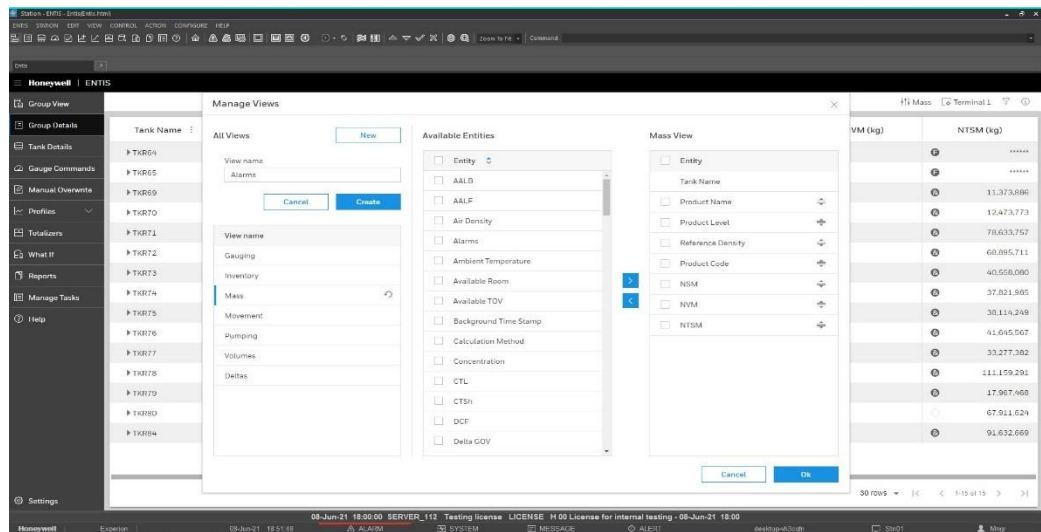 Station - ENTIS - Entis(Entis.htm)
ENTIS STATION EDIT VIEW CONTROL ACTION CONFIGURE HELP
Zoom To Fit Command
Entis
Honeywell | ENTIS
Group View
Group Details
Tank Details
Gauge Commands
Manual Overwrite
Profiles
Totalizers
What If
Reports
Manage Tasks
Help
Settings
Mass Terminal 1
Tank Name
VM (kg) NTSM (kg)
TKR64 ******
TKR65 ******
TKR69 11,373,886
TKR70 12,473,773
TKR71 78,633,757
TKR72 68,895,711
TKR73 40,558,080
TKR74 37,821,985
TKR75 38,114,249
TKR76 41,645,567
TKR77 33,277,382
TKR78 111,159,291
TKR79 17,967,468
TKR80 67,911,624
TKR84 91,632,669
Manage Views
All Views New
View name
Alarms
Cancel Create
View name
Gauging
Inventory
Mass
Movement
Pumping
Volumes
Deltas
Available Entities
Entity
AALB
AALF
Air Density
Alarms
Ambient Temperature
Available Room
Available TOV
Background Time Stamp
Calculation Method
Concentration
CTL
CTSh
DCF
Delta GOV
Mass View
Entity
Tank Name
Product Name
Product Level
Reference Density
Product Code
NSM
NVM
NTSM
Cancel Ok
30 rows 1-15 of 15
08-Jun-21 18:00:00 SERVER_112 Testing license LICENSE H 00 License for internal testing - 08-Jun-21 18:00
Honeywell Experion 08-Jun-21 18:51:48 ALARM SYSTEM MESSAGE ALERT Stn01 Mngr